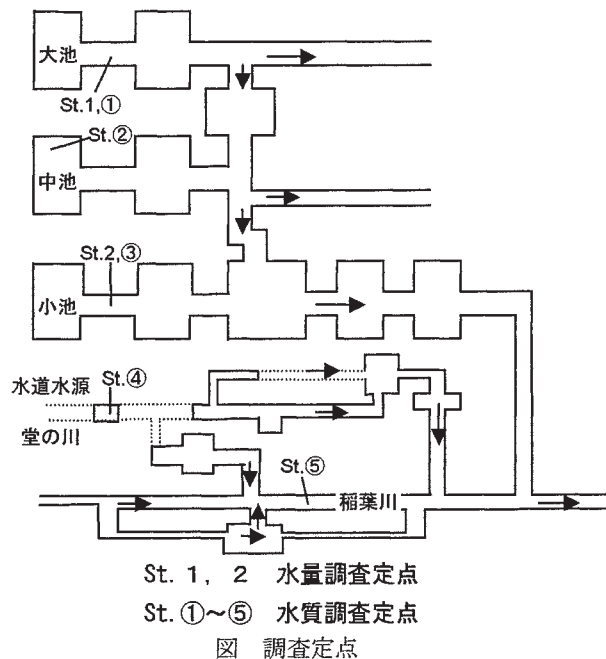 大池
St.1,①
St.②
中池
St.2,③
小池
水道水源
St.④
堂の川
St.⑤
稲葉川
St. 1, 2 水量調査定点
St. ①～⑤ 水質調査定点
図 調査定点